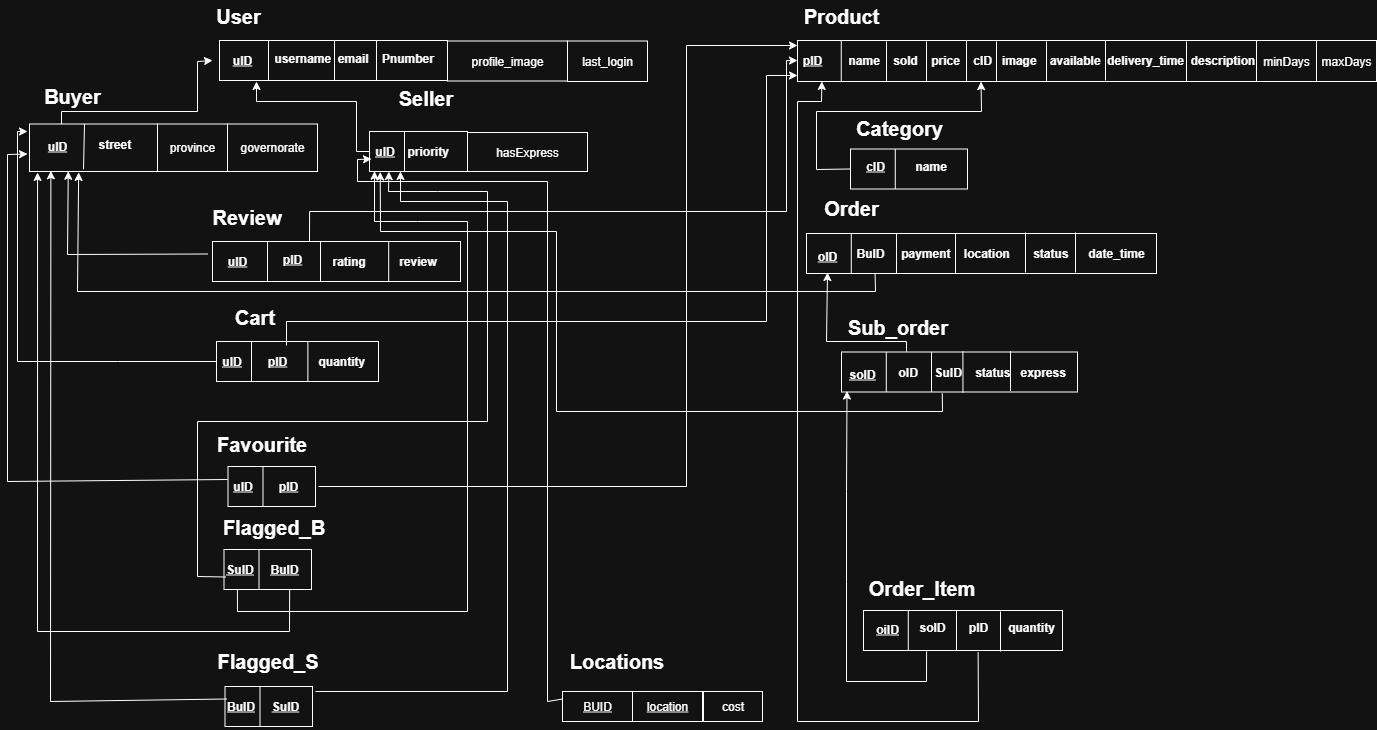 User
uID username email Pnumber profile_image last_login
Product
pID name sold price cID image available delivery_time description minDays maxDays
Buyer
uID street province governorate
Seller
uID priority hasExpress
Category
cID name
Review
uID pID rating review
Order
oID BuID payment location status date_time
Cart
uID pID quantity
Sub_order
soID oID SuID status express
Favourite
uID pID
Flagged_B
SuID BuID
Order_Item
oiID soID pID quantity
Flagged_S
BuID SuID
Locations
BUID location cost